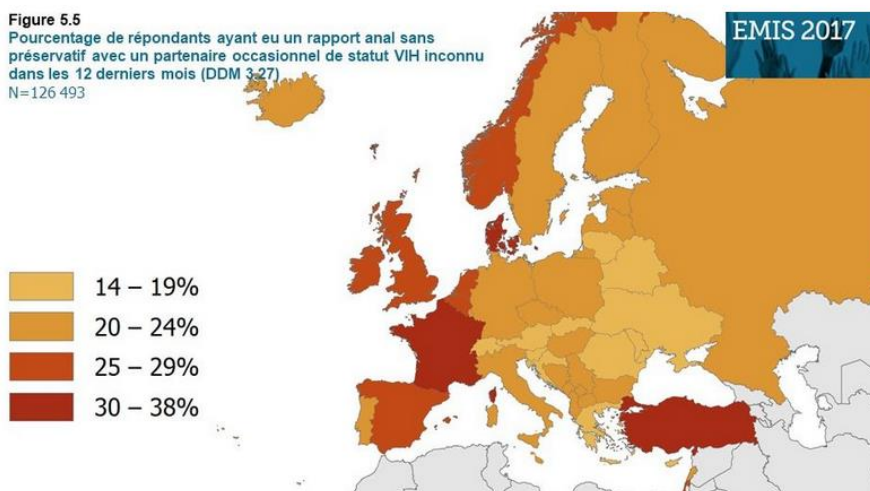 Figure 5.5
Pourcentage de répondants ayant eu un rapport anal sans
préservatif avec un partenaire occasionnel de statut VIH inconnu
dans les 12 derniers mois (DDM 3.27)
N=126 493
EMIS 2017
14 – 19%
20 – 24%
25 – 29%
30 – 38%